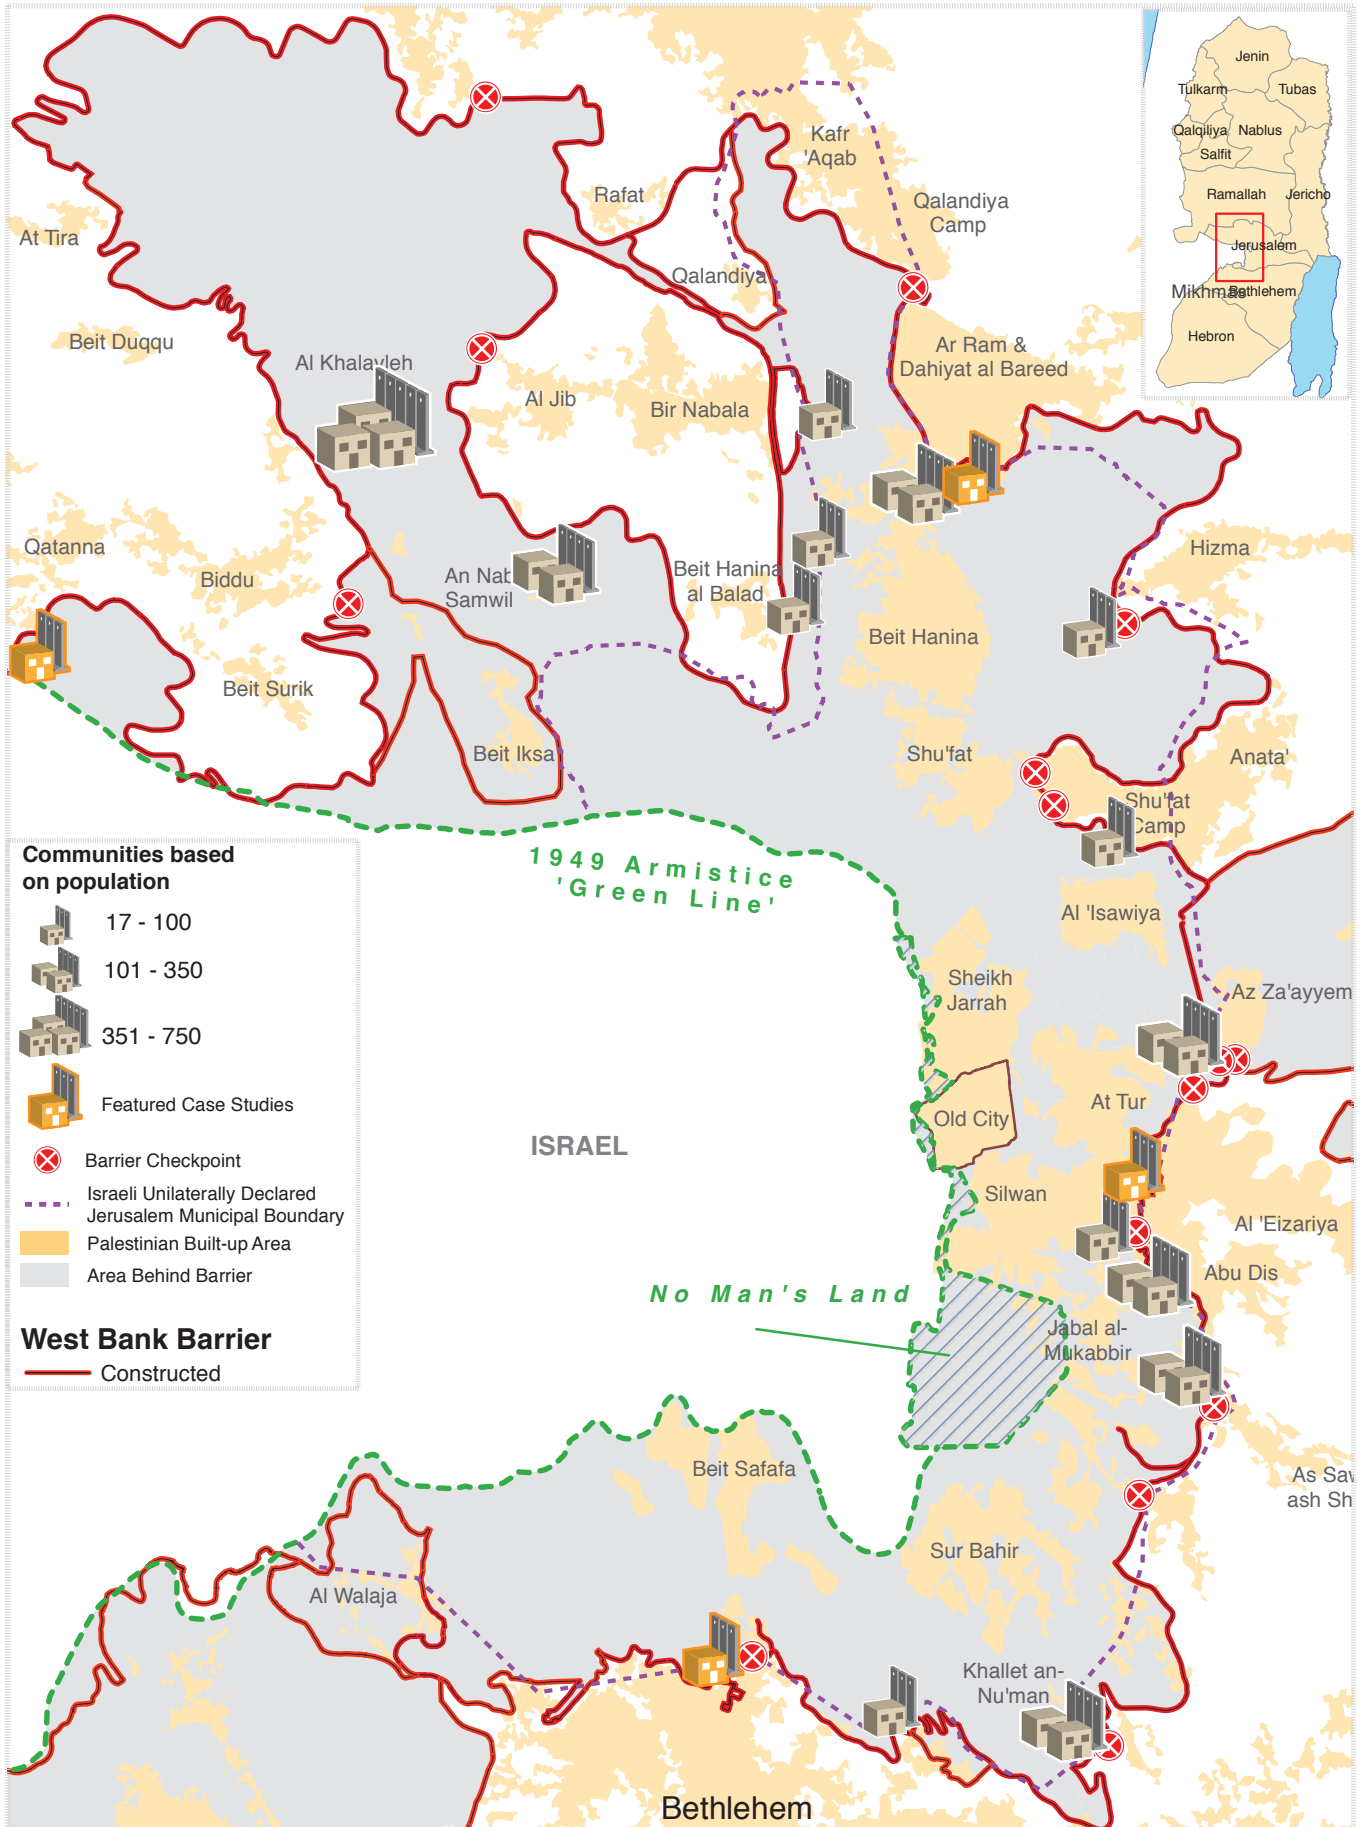 Jenin
Tulkarm
Tubas
Qalqiliya
Nablus
Salfit
Ramallah
Jericho
Jerusalem
Mikhmas
Bethlehem
Hebron
Kafr
'Aqab
Rafat
Qalandiya
Camp
At Tira
Qalandiya
Beit Duqqu
Al Khalayleh
Ar Ram &
Dahiyat al Bareed
Al Jib
Bir Nabala
Qatanna
Hizma
Biddu
An Nab
Samwil
Beit Hanina
al Balad
Beit Hanina
Beit Surik
Beit Iksa
Shu'fat
Anata'
Shu'fat
Camp
1949 Armistice
'Green Line'
Al 'Isawiya
Sheikh
Jarrah
Az Za'ayyem
Old City
At Tur
ISRAEL
Silwan
Al 'Eizariya
Abu Dis
No Man's Land
Jabal al-
Mukabbir
Beit Safafa
As Saw
ash Sh
Sur Bahir
Al Walaja
Khallet an-
Nu'man
Bethlehem
Communities based
on population
17 - 100
101 - 350
351 - 750
Featured Case Studies
Barrier Checkpoint
Israeli Unilaterally Declared
Jerusalem Municipal Boundary
Palestinian Built-up Area
Area Behind Barrier
West Bank Barrier
Constructed